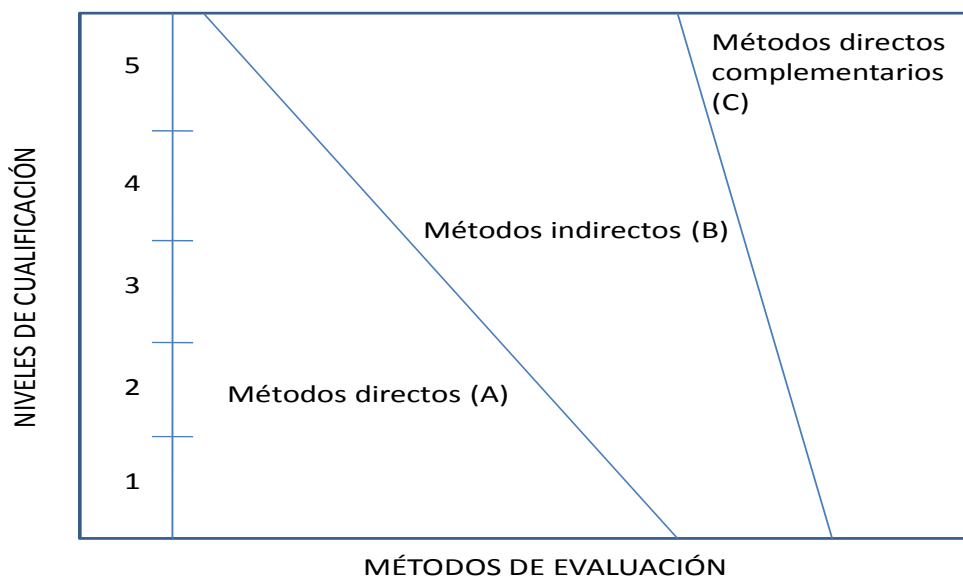 NIVELES DE CUALIFICACIÓN
5
4
3
2
1
Métodos directos
complementarios
(C)
Métodos indirectos (B)
Métodos directos (A)
MÉTODOS DE EVALUACIÓN